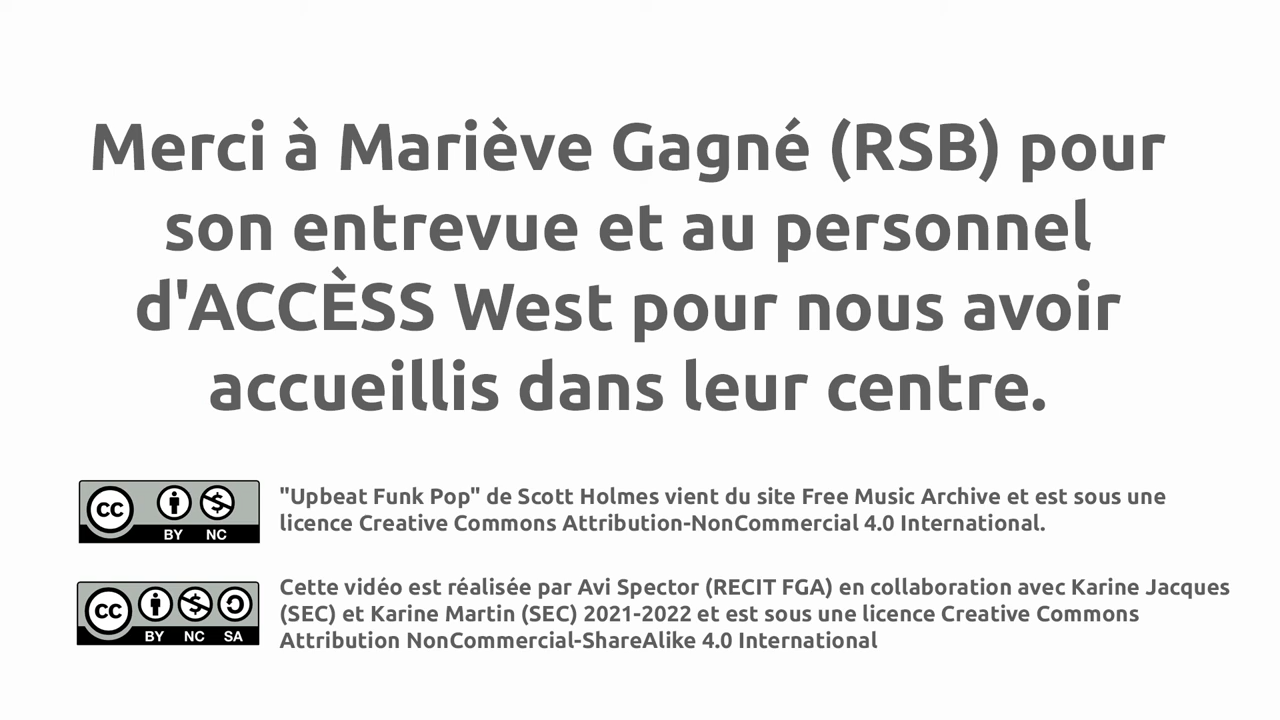 Merci à Mariève Gagné (RSB) pour
son entrevue et au personnel
d'ACCÈSS West pour nous avoir
accueillis dans leur centre.
cc BY NC
"Upbeat Funk Pop" de Scott Holmes vient du site Free Music Archive et est sous une
licence Creative Commons Attribution-NonCommercial 4.0 International.
cc BY NC SA
Cette vidéo est réalisée par Avi Spector (RECIT FGA) en collaboration avec Karine Jacques
(SEC) et Karine Martin (SEC) 2021-2022 et est sous une licence Creative Commons
Attribution NonCommercial-ShareAlike 4.0 International